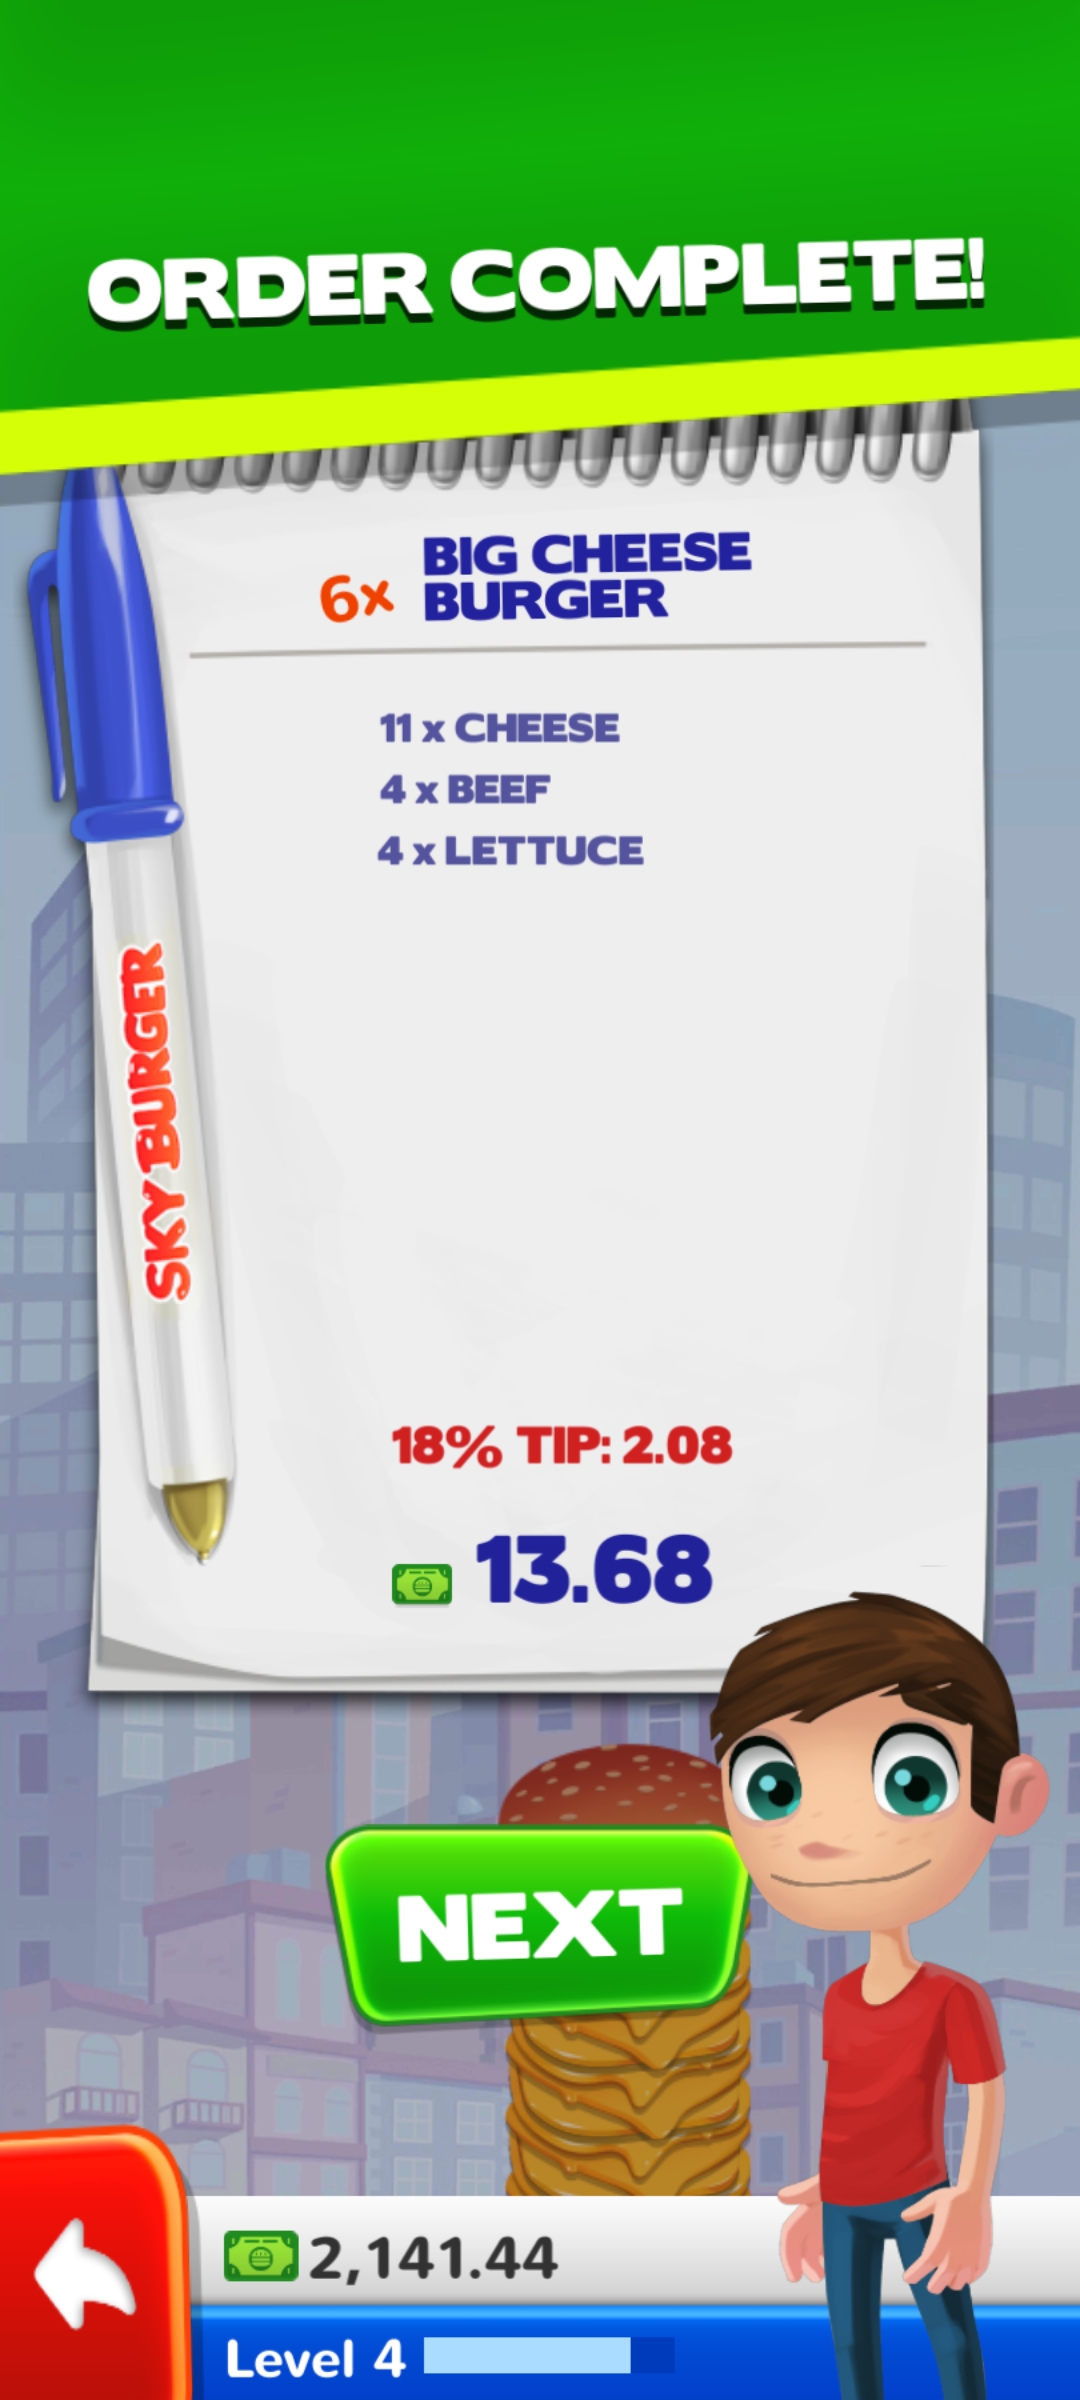 ORDER COMPLETE!
6x BIG CHEESE
BURGER
11 x CHEESE
4 x BEEF
4 x LETTUCE
SKY BURGER
18% TIP: 2.08
13.68
NEXT
2,141.44
Level 4